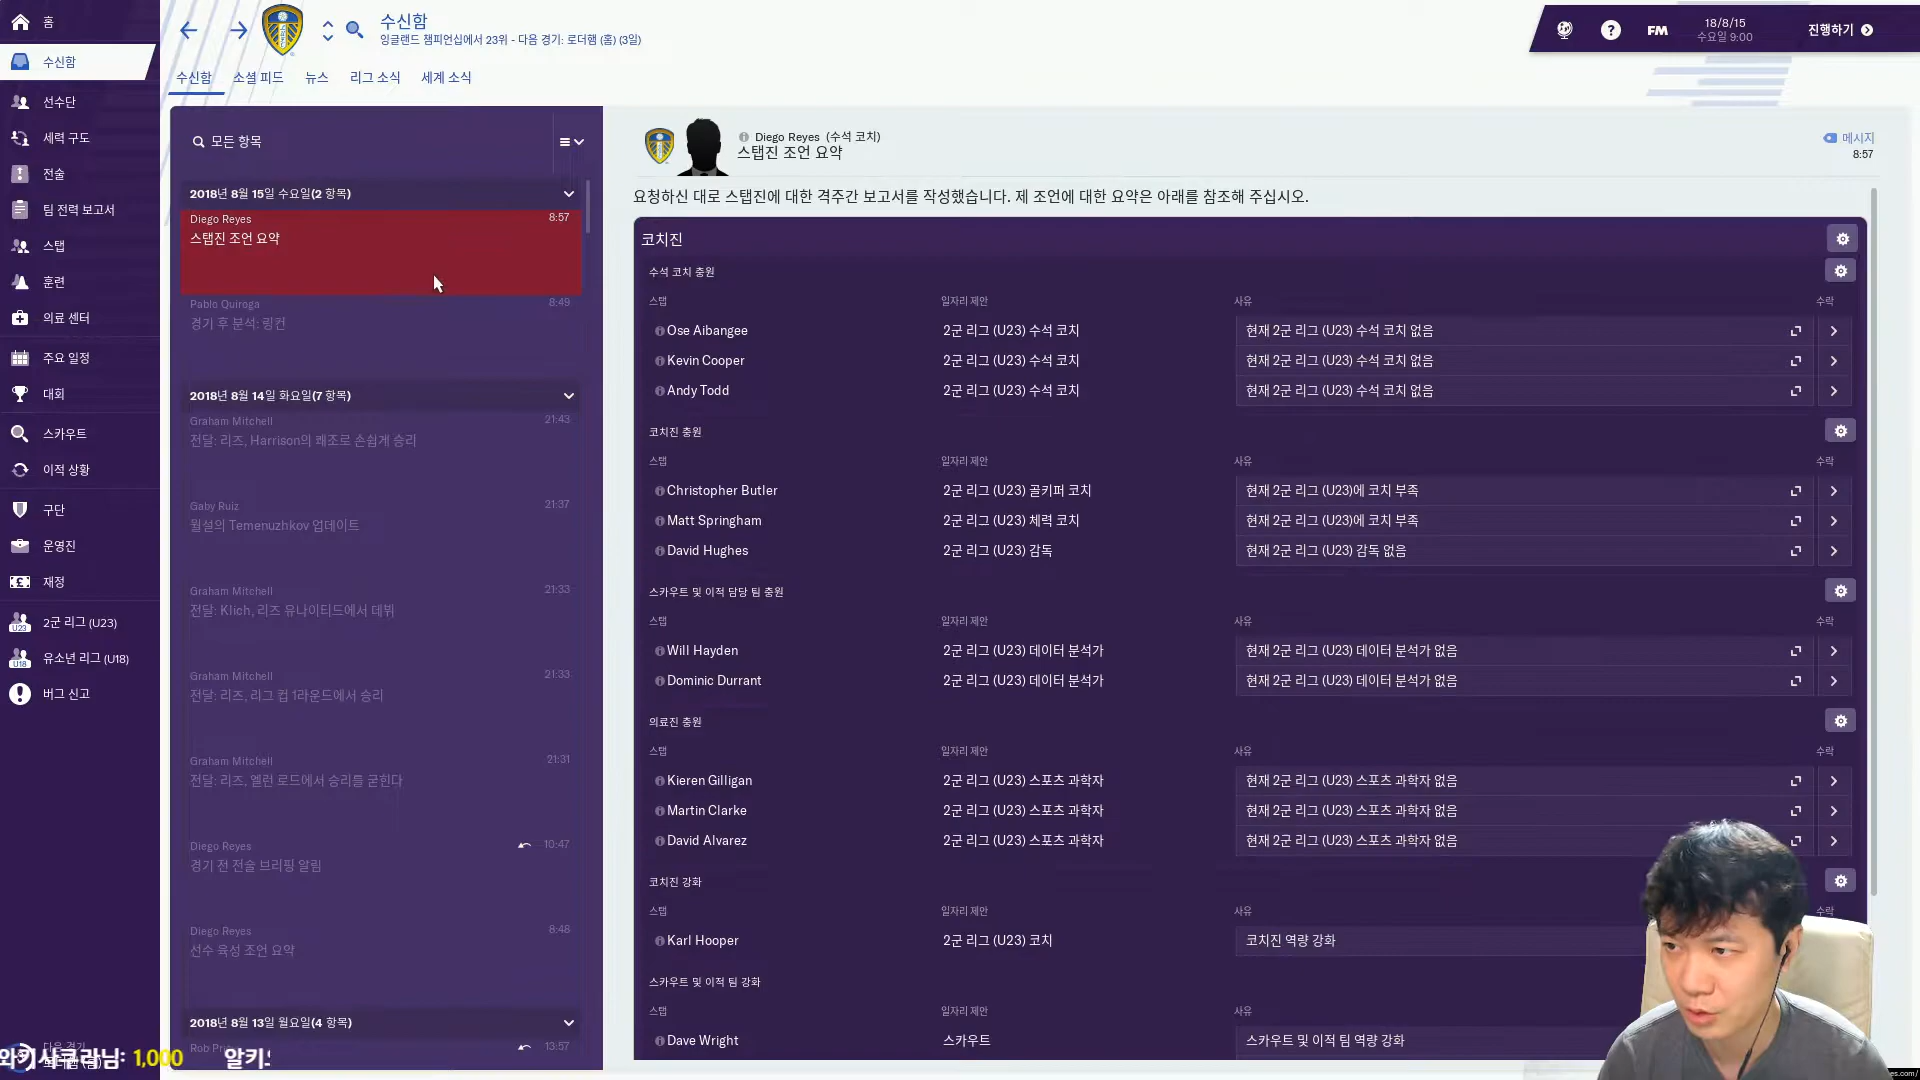 홈
수신함
선수단
세력 구도
전술
팀 전력 보고서
스탭
훈련
의료 센터
주요 일정
대회
스카우트
이적 상황
구단
운영진
재정
2군 리그 (U23)
유소년 리그 (U18)
버그 신고
수신함
잉글랜드 챔피언십에서 23위 - 다음 경기: 로더햄 (홈) (3일)
수신함 소셜 피드 뉴스 리그 소식 세계 소식
FM
18/8/15
수요일 9:00
진행하기
모든 항목
2018년 8월 15일 수요일(2 항목)
Diego Reyes 8:57
스탭진 조언 요약
Pablo Quiroga 8:49
경기 후 분석: 링컨
2018년 8월 14일 화요일(7 항목)
Graham Mitchell 21:43
전달: 리즈, Harrison의 쾌조로 손쉽게 승리
Gaby Ruiz 21:37
월설의 Temenuzhkov 업데이트
Graham Mitchell 21:33
전달: Klich, 리즈 유나이티드에서 데뷔
Graham Mitchell 21:33
전달: 리즈, 리그 컵 1라운드에서 승리
Graham Mitchell 21:31
전달: 리즈, 엘런 로드에서 승리를 굳힌다
Diego Reyes 10:47
경기 전 전술 브리핑 알림
Diego Reyes 8:48
선수 육성 조언 요약
2018년 8월 13일 월요일(4 항목)
13:57
1,000
Diego Reyes (수석 코치)
스탭진 조언 요약
메시지
8:57
요청하신 대로 스탭진에 대한 격주간 보고서를 작성했습니다. 제 조언에 대한 요약은 아래를 참조해 주십시오.
코치진
수석 코치 충원
스탭 일자리 제안 사유 수락
Ose Aibangee 2군 리그 (U23) 수석 코치 현재 2군 리그 (U23) 수석 코치 없음
Kevin Cooper 2군 리그 (U23) 수석 코치 현재 2군 리그 (U23) 수석 코치 없음
Andy Todd 2군 리그 (U23) 수석 코치 현재 2군 리그 (U23) 수석 코치 없음
코치진 충원
스탭 일자리 제안 사유 수락
Christopher Butler 2군 리그 (U23) 골키퍼 코치 현재 2군 리그 (U23)에 코치 부족
Matt Springham 2군 리그 (U23) 체력 코치 현재 2군 리그 (U23)에 코치 부족
David Hughes 2군 리그 (U23) 감독 현재 2군 리그 (U23) 감독 없음
스카우트 및 이적 담당 팀 충원
스탭 일자리 제안 사유 수락
Will Hayden 2군 리그 (U23) 데이터 분석가 현재 2군 리그 (U23) 데이터 분석가 없음
Dominic Durrant 2군 리그 (U23) 데이터 분석가 현재 2군 리그 (U23) 데이터 분석가 없음
의료진 충원
스탭 일자리 제안 사유 수락
Kieren Gilligan 2군 리그 (U23) 스포츠 과학자 현재 2군 리그 (U23) 스포츠 과학자 없음
Martin Clarke 2군 리그 (U23) 스포츠 과학자 현재 2군 리그 (U23) 스포츠 과학자 없음
David Alvarez 2군 리그 (U23) 스포츠 과학자 현재 2군 리그 (U23) 스포츠 과학자 없음
코치진 강화
스탭 일자리 제안 사유 수락
Karl Hooper 2군 리그 (U23) 코치 코치진 역량 강화
스카우트 및 이적 팀 강화
스탭 일자리 제안 사유
Dave Wright 스카우트 스카우트 및 이적 팀 역량 강화